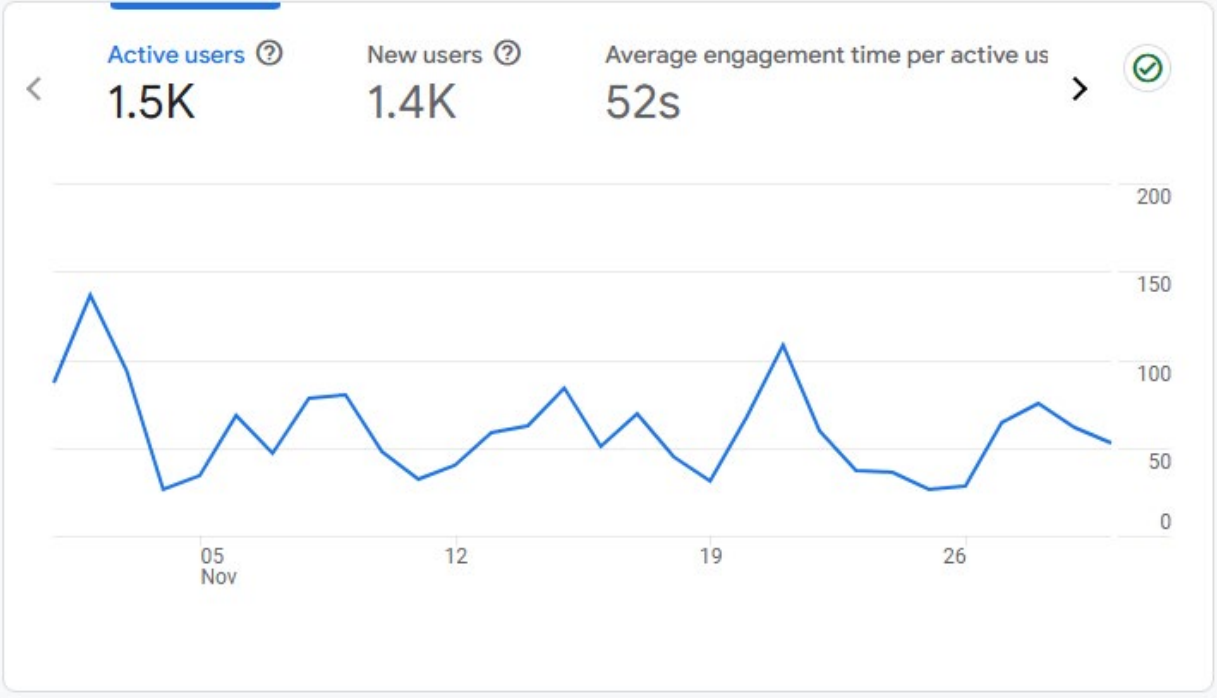 Active users
1.5K
New users
1.4K
Average engagement time per active us
52s
200
150
100
50
0
05
Nov
12
19
26